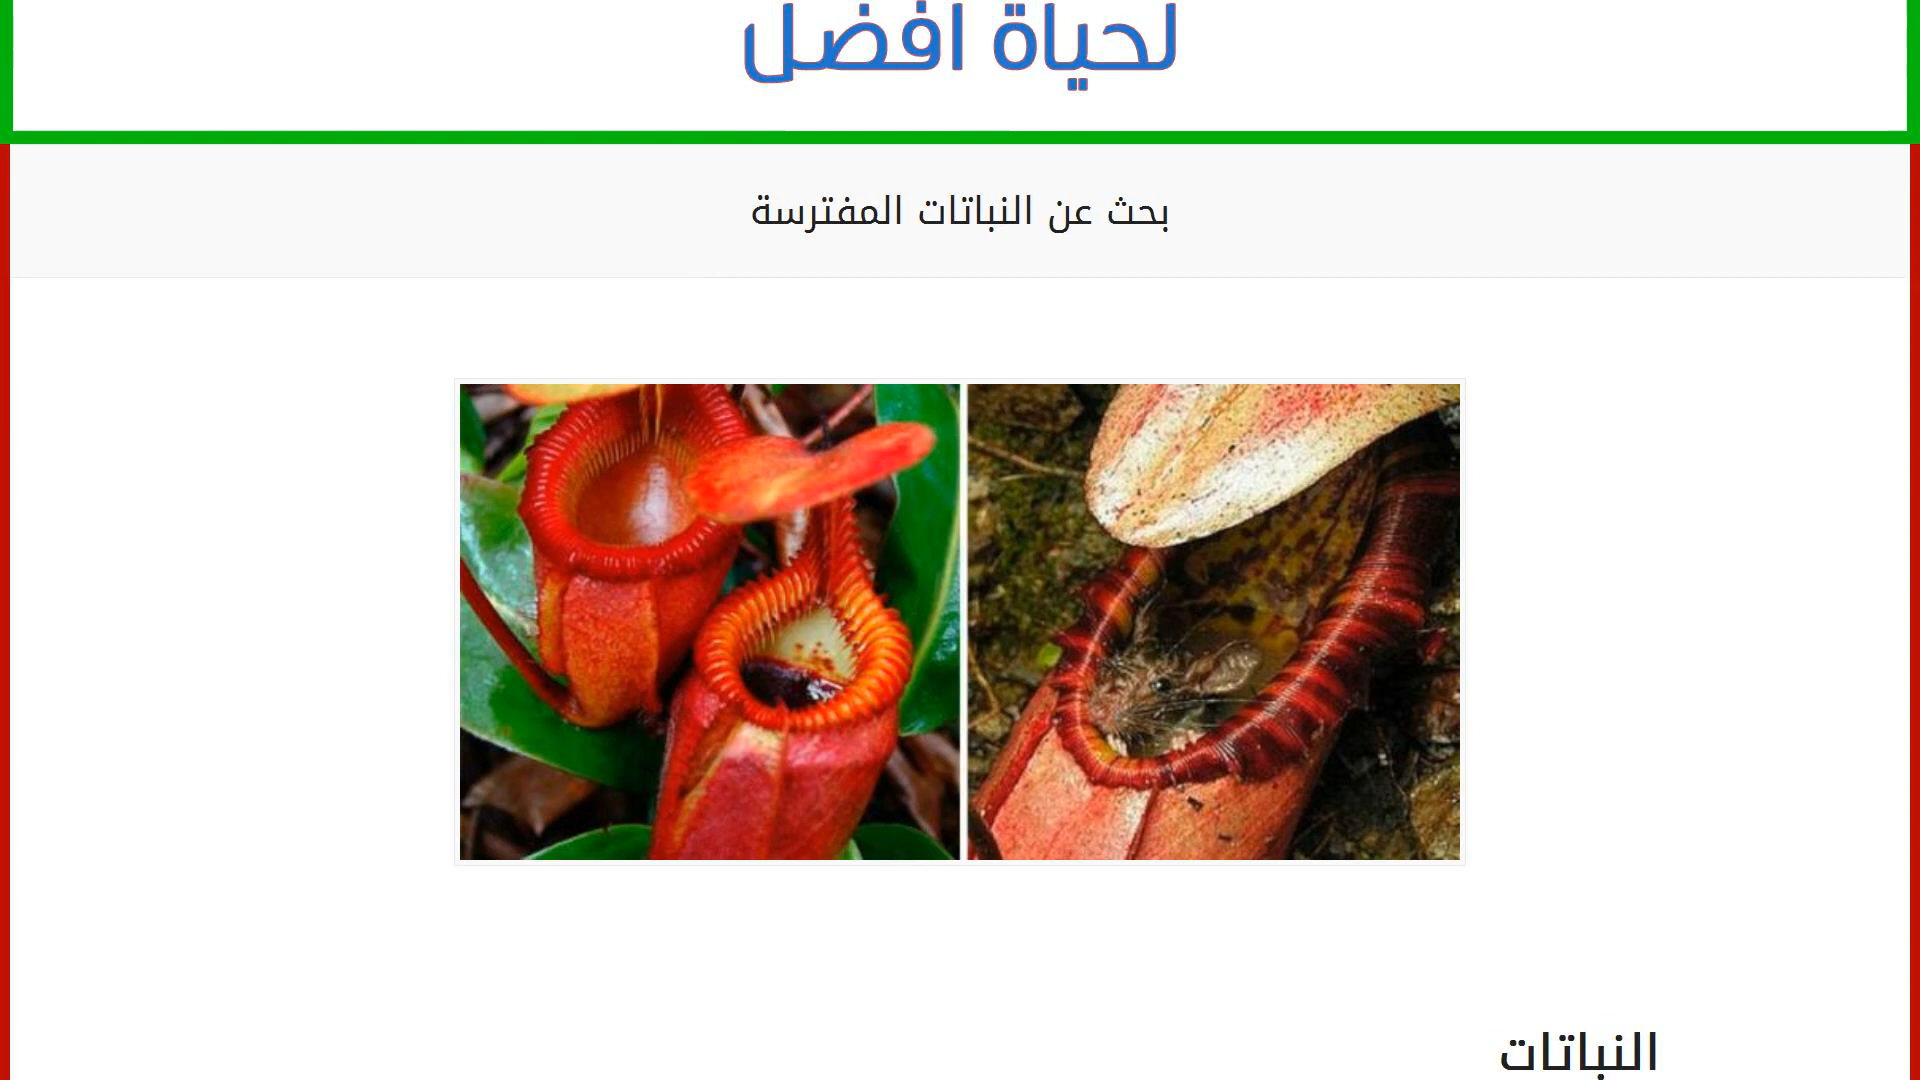 لحياة افضل
بحث عن النباتات المفترسة
النباتات